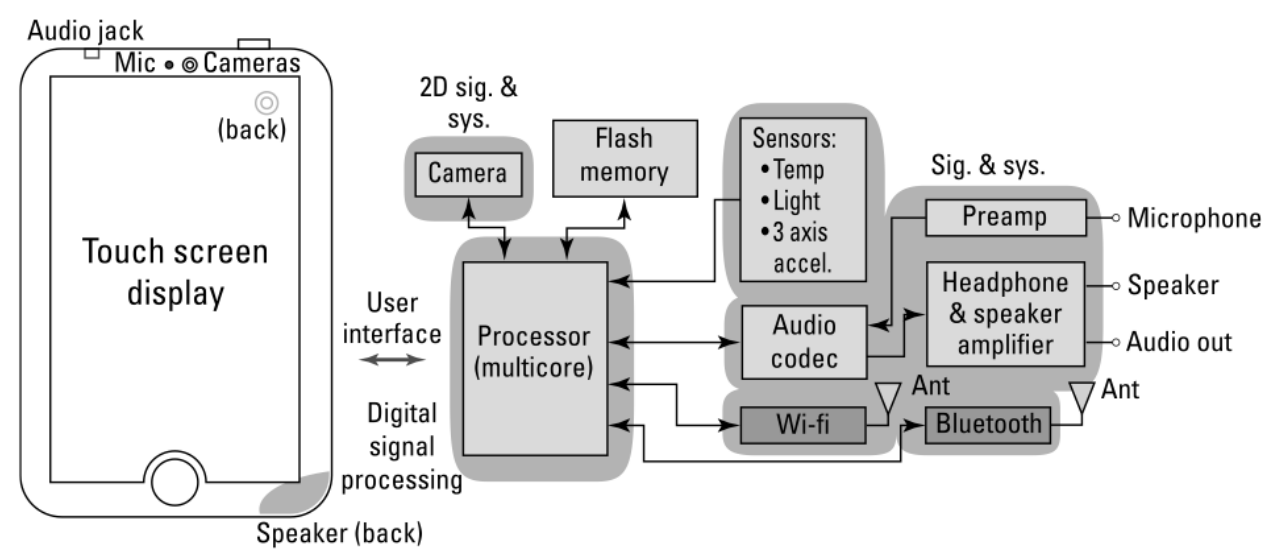 Audio jack
Mic
Cameras
(back)
Touch screen
display
Speaker (back)
User
interface
Digital
signal
processing
2D sig. &
sys.
Camera
Flash
memory
Processor
(multicore)
Sensors:
•Temp
•Light
•3 axis
accel.
Audio
codec
Wi-fi
Ant
Sig. & sys.
Preamp
Microphone
Headphone
& speaker
amplifier
Speaker
Audio out
Bluetooth
Ant